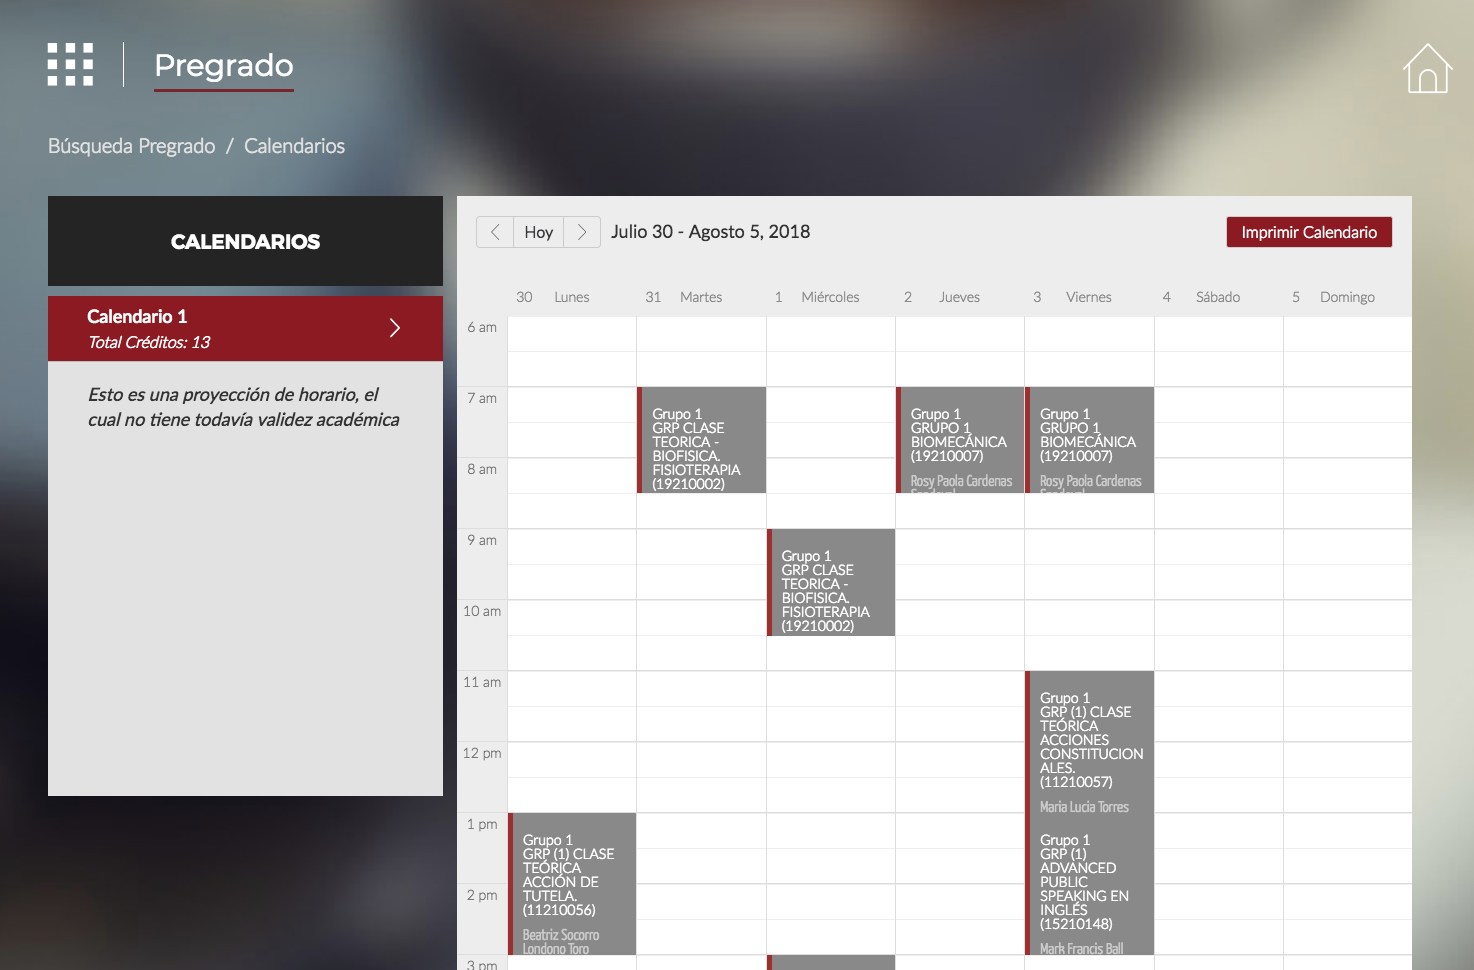 Pregrado
Búsqueda Pregrado / Calendarios
CALENDARIOS
Calendario 1
Total Créditos: 13
Esto es una proyección de horario, el
cual no tiene todavía validez académica
Hoy
Julio 30 - Agosto 5, 2018
Imprimir Calendario
30 Lunes
31 Martes
1 Miércoles
2 Jueves
3 Viernes
4 Sábado
5 Domingo
6 am
7 am
Grupo 1
GRP CLASE
TEORICA -
BIOFISICA.
FISIOTERAPIA
(19210002)
Grupo 1
GRUPO 1
BIOMECÁNICA
(19210007)
Rosy Paola Cardenas
Grupo 1
GRUPO 1
BIOMECÁNICA
(19210007)
Rosy Paola Cardenas
8 am
9 am
Grupo 1
GRP CLASE
TEORICA -
BIOFISICA.
FISIOTERAPIA
(19210002)
10 am
11 am
Grupo 1
GRP (1) CLASE
TEÓRICA
ACCIONES
CONSTITUCION
ALES.
(11210057)
Maria Lucia Torres
12 pm
1 pm
Grupo 1
GRP (1) CLASE
TEÓRICA
ACCIÓN DE
TUTELA.
(11210056)
Beatriz Socorro
Londono Toro
Grupo 1
GRP (1)
ADVANCED
PUBLIC
SPEAKING EN
INGLÉS
(15210148)
Mark Francis Ball
2 pm
3 pm